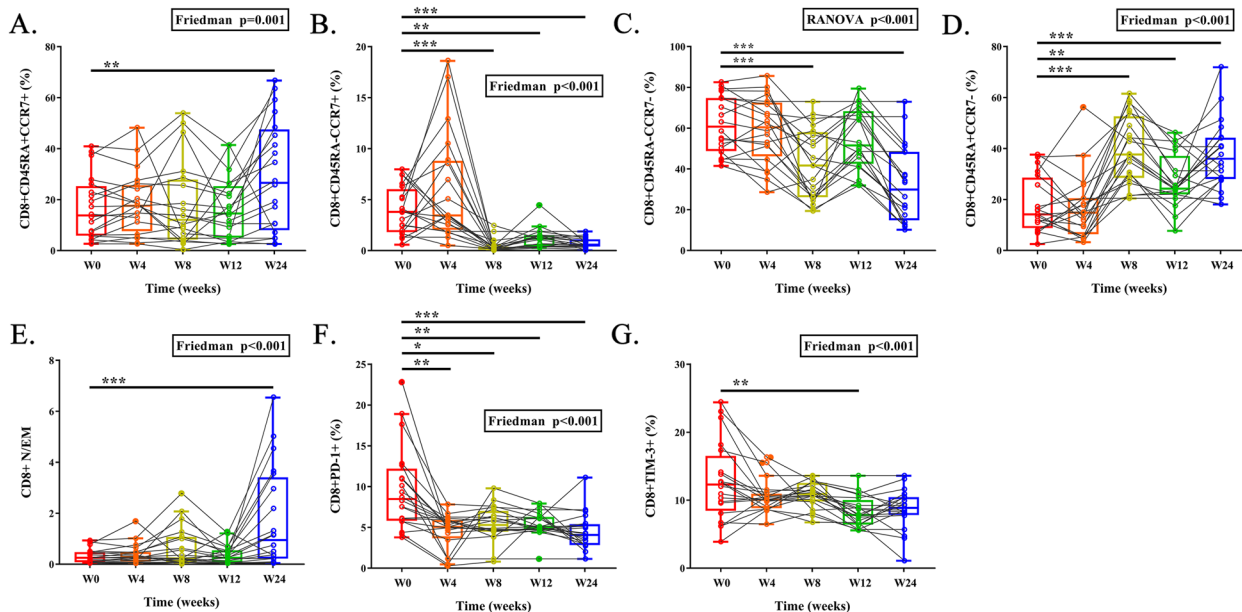 A.
Friedman p=0.001
**
CD8+CD45RA+CCR7+ (%)
80
60
40
20
0
W0 W4 W8 W12 W24
Time (weeks)
B.
***
**
***
Friedman p<0.001
CD8+CD45RA-CCR7+ (%)
20
15
10
5
0
W0 W4 W8 W12 W24
Time (weeks)
C.
RANOVA p<0.001
***
***
CD8+CD45RA-CCR7- (%)
100
80
60
40
20
0
W0 W4 W8 W12 W24
Time (weeks)
D.
Friedman p<0.001
***
**
***
CD8+CD45RA+CCR7- (%)
80
60
40
20
0
W0 W4 W8 W12 W24
Time (weeks)
E.
Friedman p<0.001
***
CD8+ N/EM
8
6
4
2
0
W0 W4 W8 W12 W24
Time (weeks)
F.
***
**
*
**
Friedman p<0.001
CD8+PD-1+ (%)
25
20
15
10
5
0
W0 W4 W8 W12 W24
Time (weeks)
G.
Friedman p<0.001
**
CD8+TIM-3+ (%)
30
20
10
0
W0 W4 W8 W12 W24
Time (weeks)